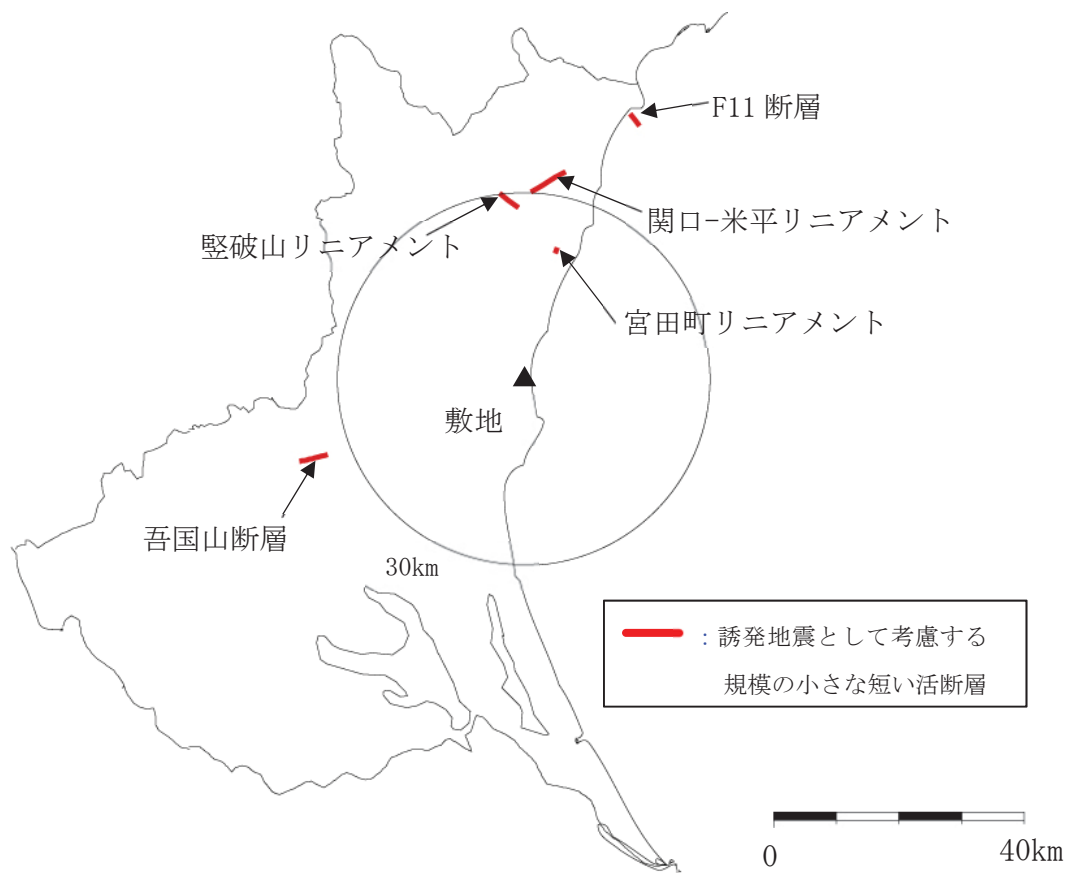 F11 断層
関口−米平リニアメント
竪破山リニアメント
宮田町リニアメント
敷地
吾国山断層
30km
：誘発地震として考慮する
規模の小さな短い活断層
0
40km